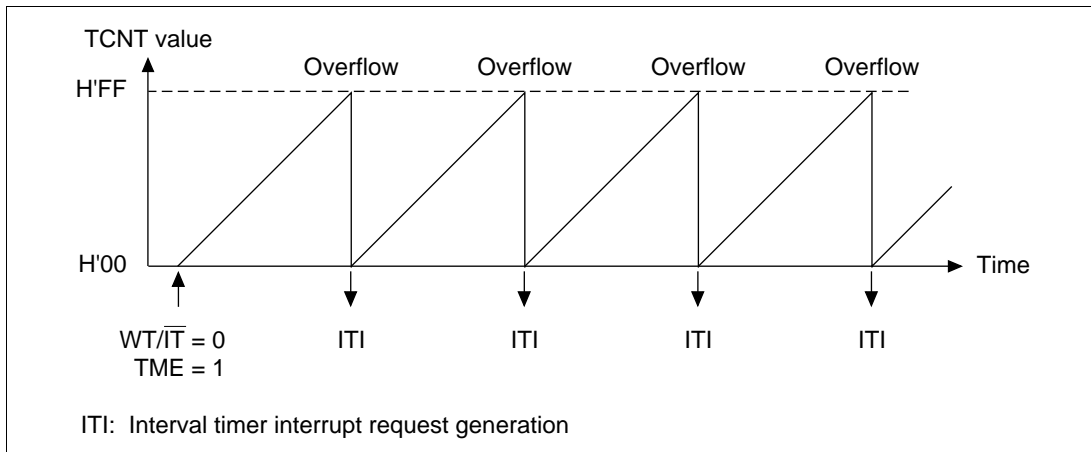 TCNT value
Overflow Overflow Overflow Overflow
H'FF
H'00
Time
WT/I̅T̅ = 0
TME = 1
ITI ITI ITI ITI
ITI: Interval timer interrupt request generation